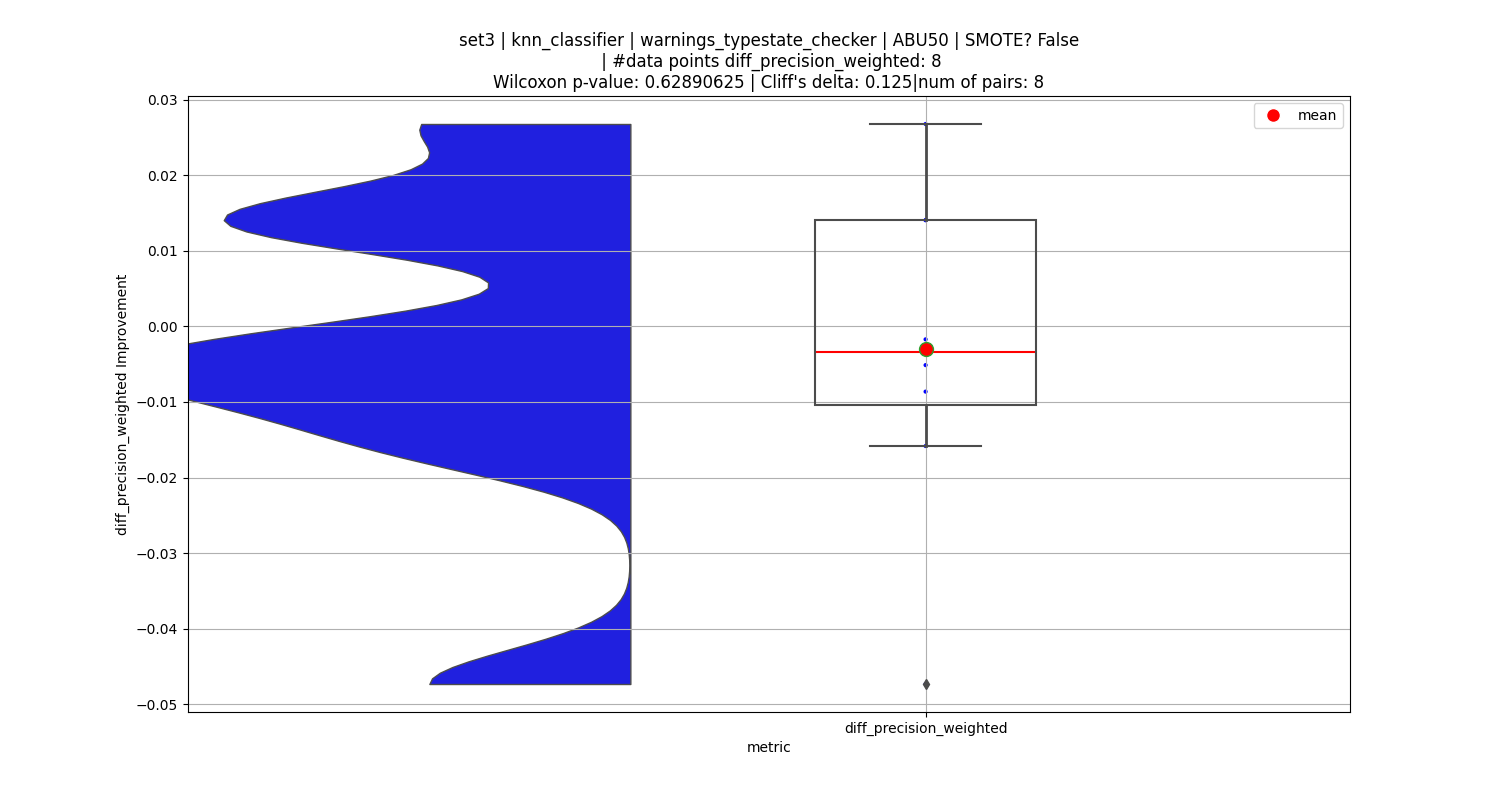 set3 | knn_classifier | warnings_typestate_checker | ABU50 | SMOTE? False
| #data points diff_precision_weighted: 8
Wilcoxon p-value: 0.62890625 | Cliff's delta: 0.125|num of pairs: 8
mean
0.03
0.02
0.01
0.00
−0.01
−0.02
−0.03
−0.04
−0.05
diff_precision_weighted Improvement
diff_precision_weighted
metric